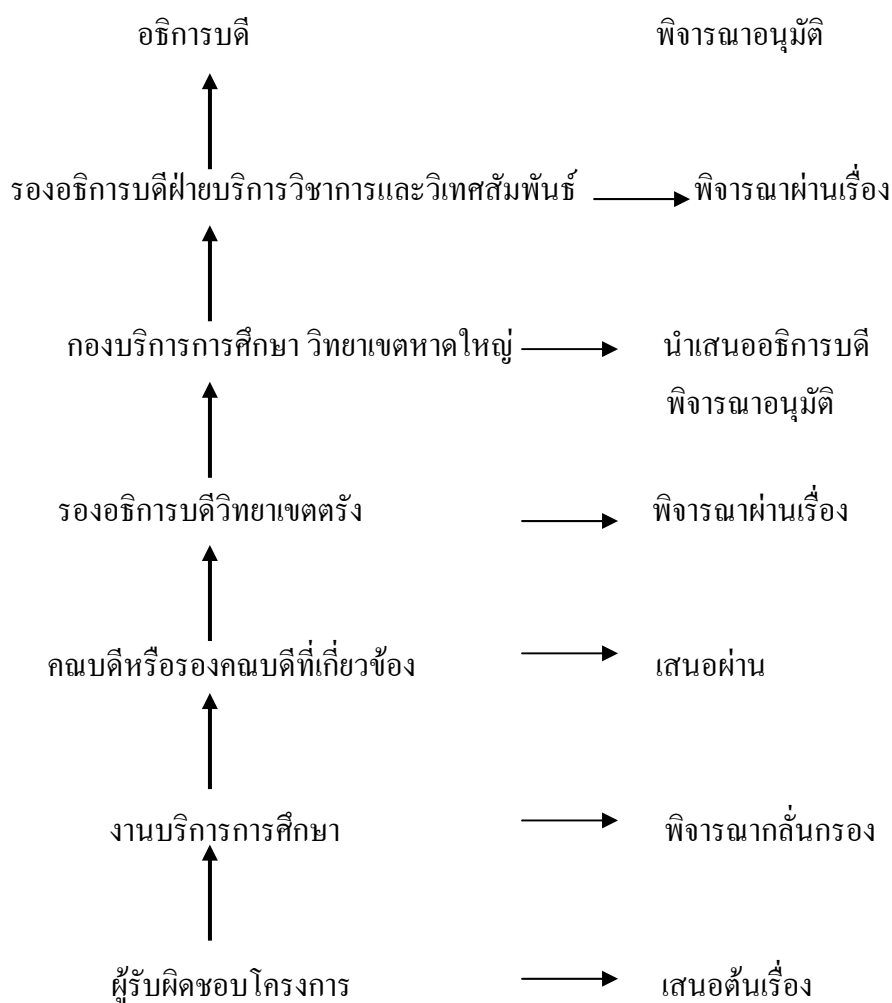 อธิการบดี พิจารณาอนุมัติ
รองอธิการบดีฝ่ายบริการวิชาการและวิเทศสัมพันธ์ พิจารณาผ่านเรื่อง
กองบริการการศึกษา วิทยาเขตหาดใหญ่ นำเสนออธิการบดี
พิจารณาอนุมัติ
รองอธิการบดีวิทยาเขตตรัง พิจารณาผ่านเรื่อง
คณบดีหรือรองคณบดีที่เกี่ยวข้อง เสนอผ่าน
งานบริการการศึกษา พิจารณากลั่นกรอง
ผู้รับผิดชอบโครงการ เสนอต้นเรื่อง